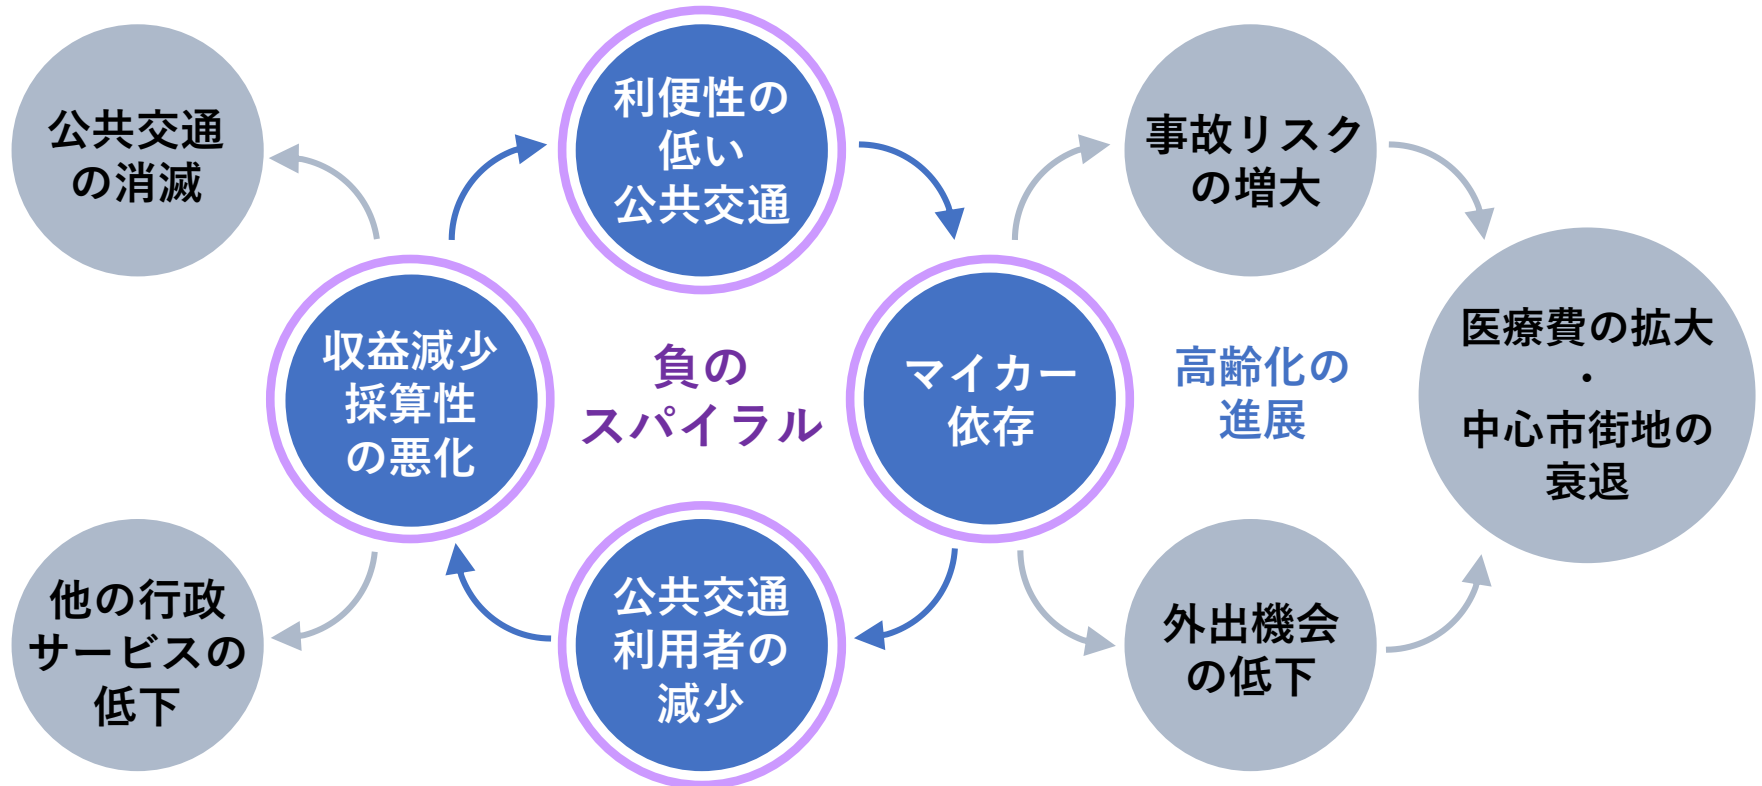 公共交通
の消滅
利便性の
低い
公共交通
事故リスク
の増大
収益減少
採算性
の悪化
負の
スパイラル
マイカー
依存
高齢化の
進展
医療費の拡大
・
中心市街地の
衰退
他の行政
サービスの
低下
公共交通
利用者の
減少
外出機会
の低下